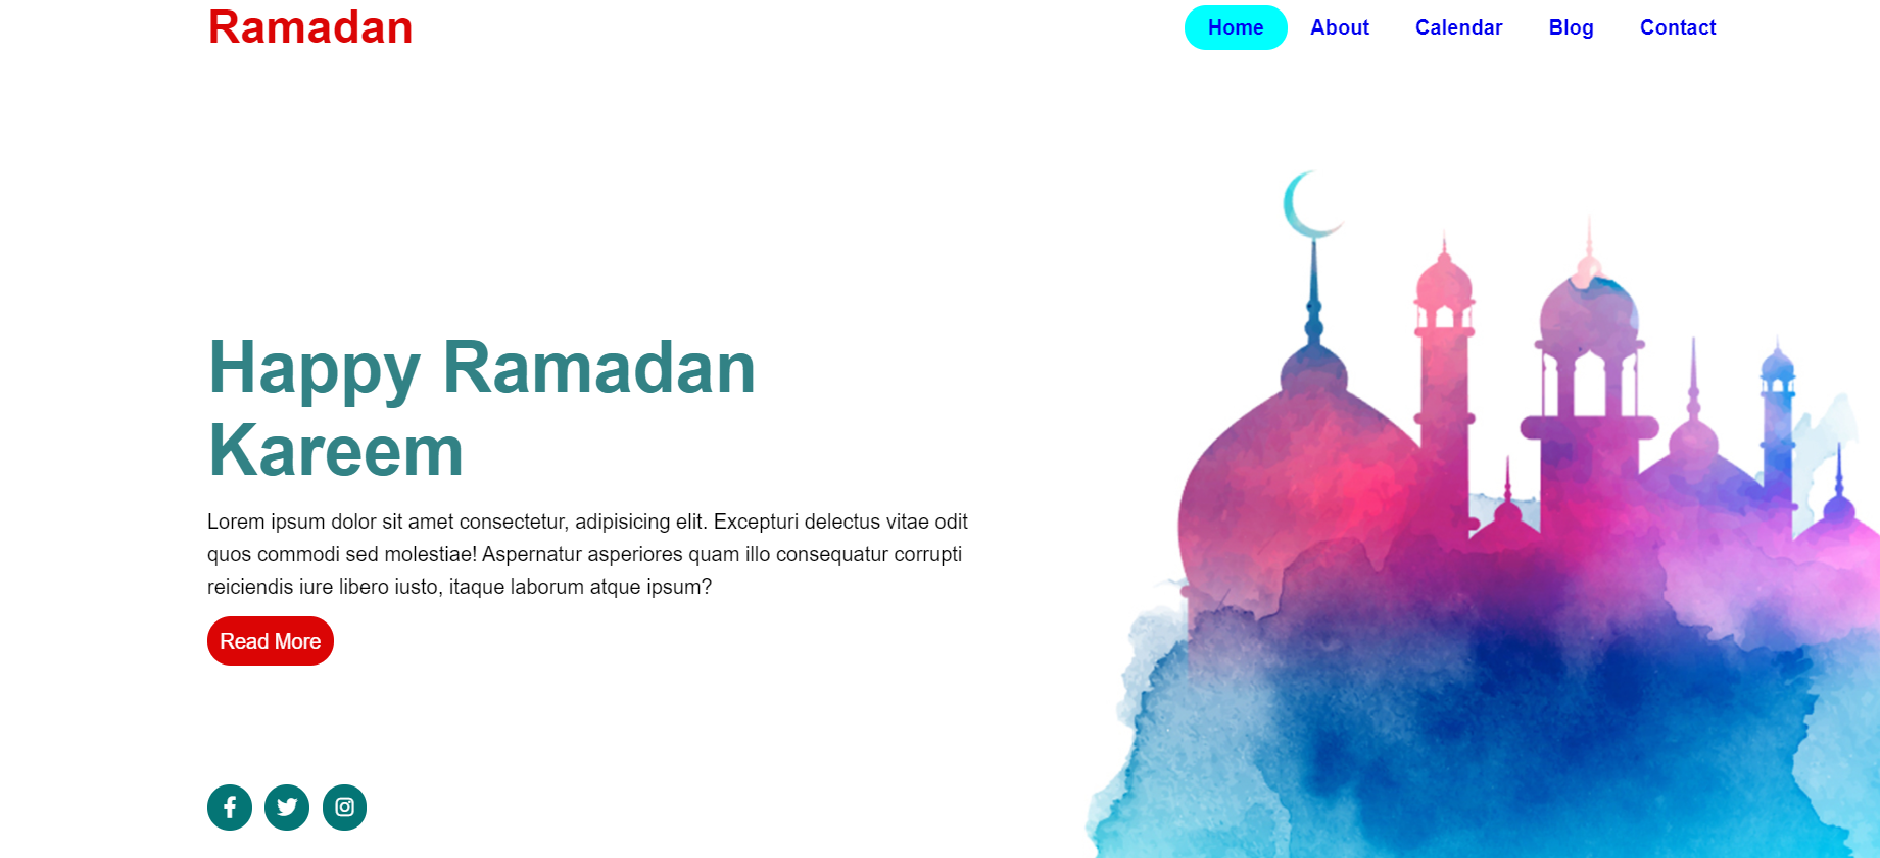 Ramadan
Home About Calendar Blog Contact
Happy Ramadan
Kareem
Lorem ipsum dolor sit amet consectetur, adipisicing elit. Excepturi delectus vitae odit
quos commodi sed molestiae! Aspernatur asperiores quam illo consequatur corrupti
reiciendis iure libero iusto, itaque laborum atque ipsum?
Read More